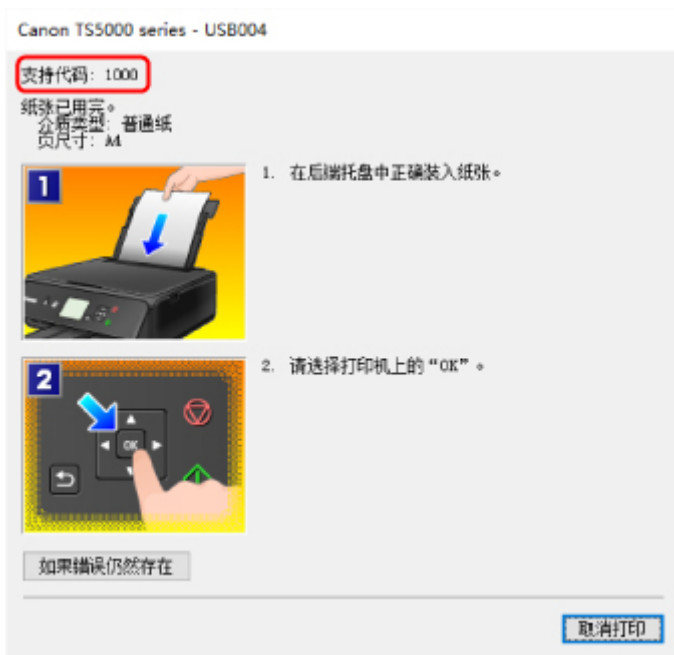 Canon TS5000 series - USB004
支持代码: 1000
纸张已用完。
介质类型: 普通纸
页尺寸: A4
1
1. 在后端托盘中正确装入纸张。
2
2. 请选择打印机上的“OK”。
OK
如果错误仍然存在
取消打印